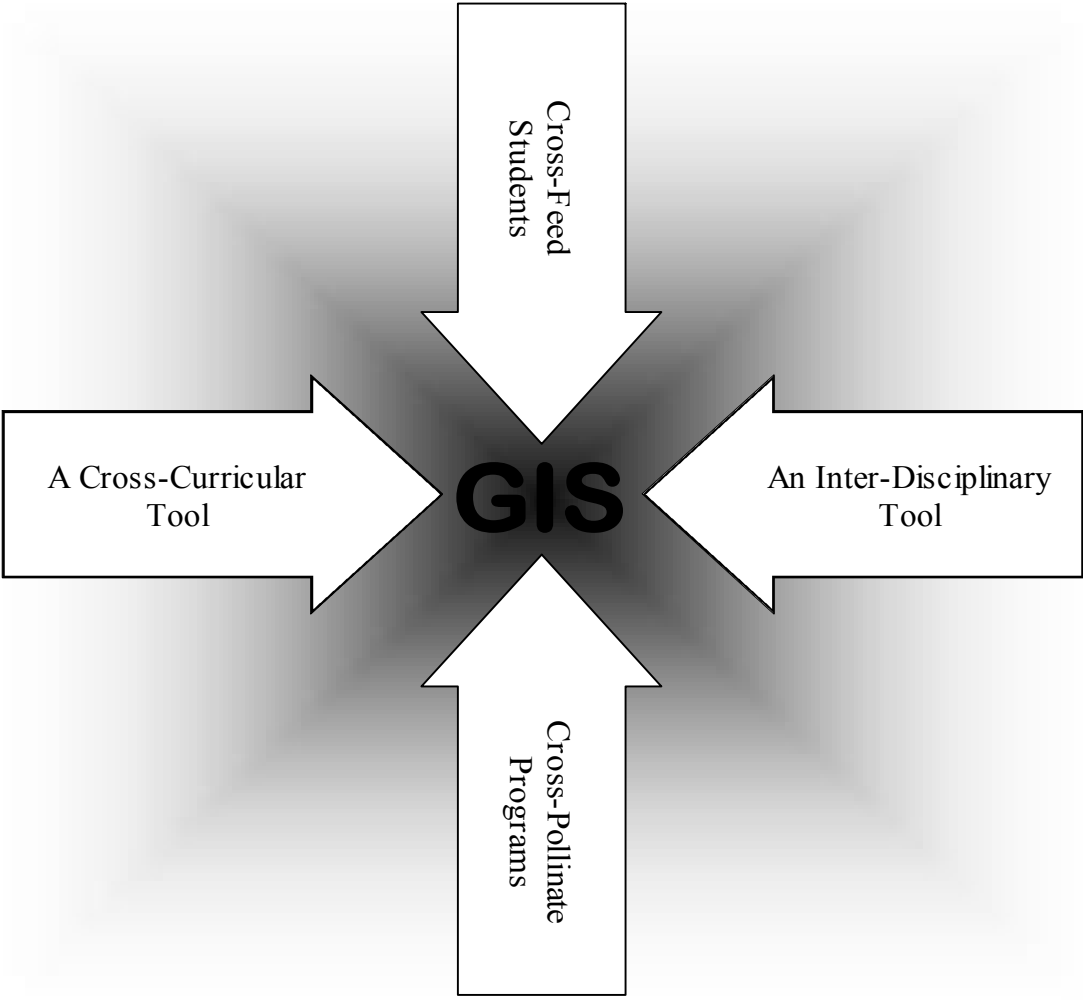 Cross-Feed
Students
A Cross-Curricular
Tool
GIS
An Inter-Disciplinary
Tool
Cross-Pollinate
Programs